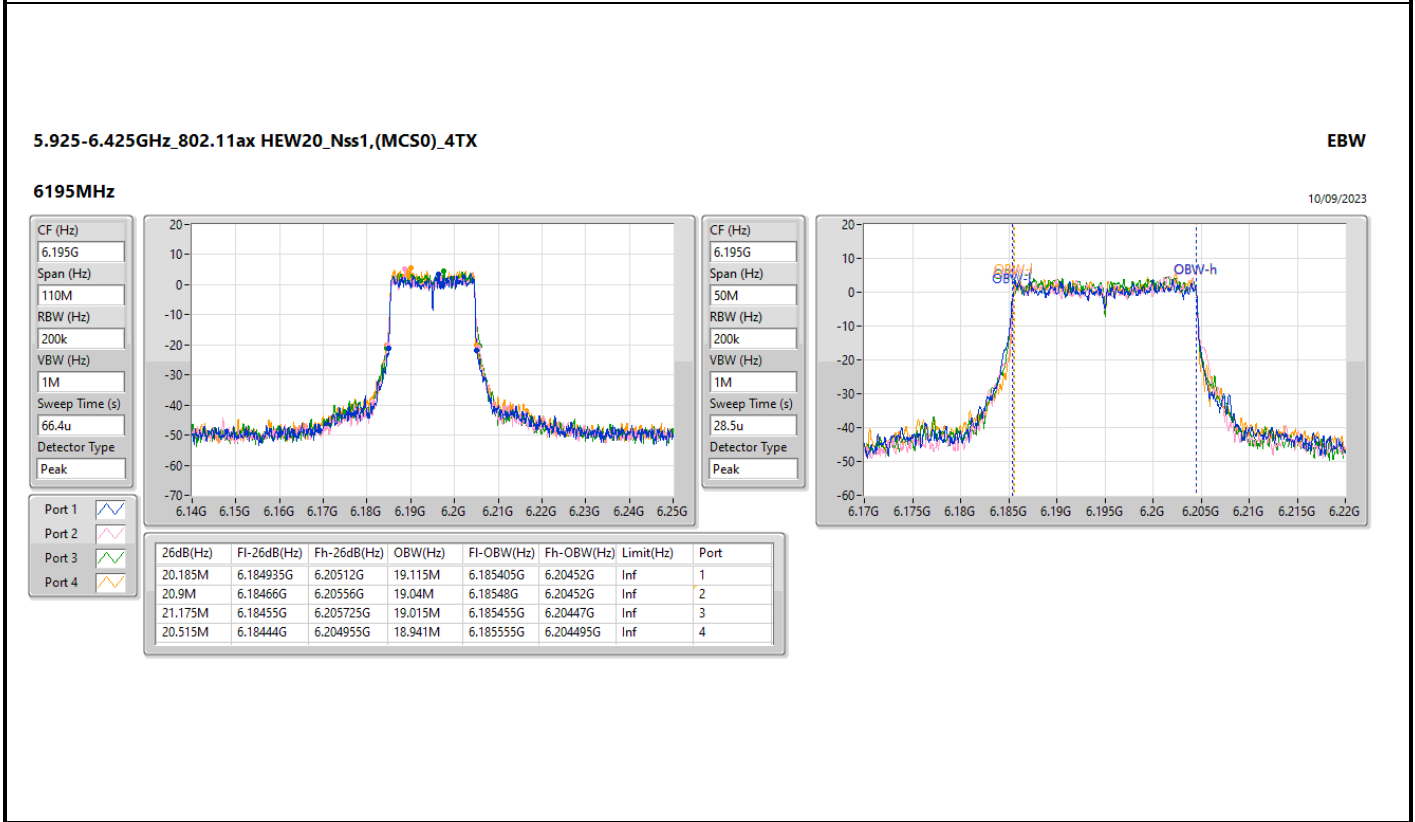 5.925-6.425GHz_802.11ax HEW20_Nss1,(MCS0)_4TX
EBW
6195MHz
10/09/2023
CF (Hz)
6.195G
Span (Hz)
110M
RBW (Hz)
200k
VBW (Hz)
1M
Sweep Time (s)
66.4u
Detector Type
Peak
20
10
0
-10
-20
-30
-40
-50
-60
-70
6.14G 6.15G 6.16G 6.17G 6.18G 6.19G 6.2G 6.21G 6.22G 6.23G 6.24G 6.25G
CF (Hz)
6.195G
Span (Hz)
50M
RBW (Hz)
200k
VBW (Hz)
1M
Sweep Time (s)
28.5u
Detector Type
Peak
20
10
0
-10
-20
-30
-40
-50
-60
OBW-h
6.17G 6.175G 6.18G 6.185G 6.19G 6.195G 6.2G 6.205G 6.21G 6.215G 6.22G
Port 1
Port 2
Port 3
Port 4
26dB(Hz) Fl-26dB(Hz) Fh-26dB(Hz) OBW(Hz) Fl-OBW(Hz) Fh-OBW(Hz) Limit(Hz) Port
20.185M 6.184935G 6.20512G 19.115M 6.185405G 6.20452G Inf 1
20.9M 6.18466G 6.20556G 19.04M 6.18548G 6.20452G Inf 2
21.175M 6.18455G 6.205725G 19.015M 6.185455G 6.20447G Inf 3
20.515M 6.18444G 6.204955G 18.941M 6.185555G 6.204495G Inf 4